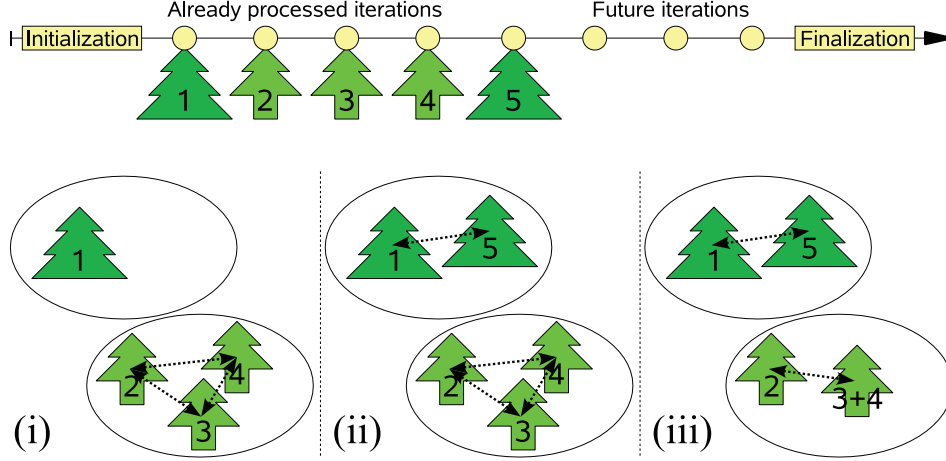 Already processed iterations
Future iterations
Initialization
Finalization
1
2
3
4
5
1
2
4
3
(i)
1
5
2
4
3
(ii)
1
5
2
3+4
(iii)